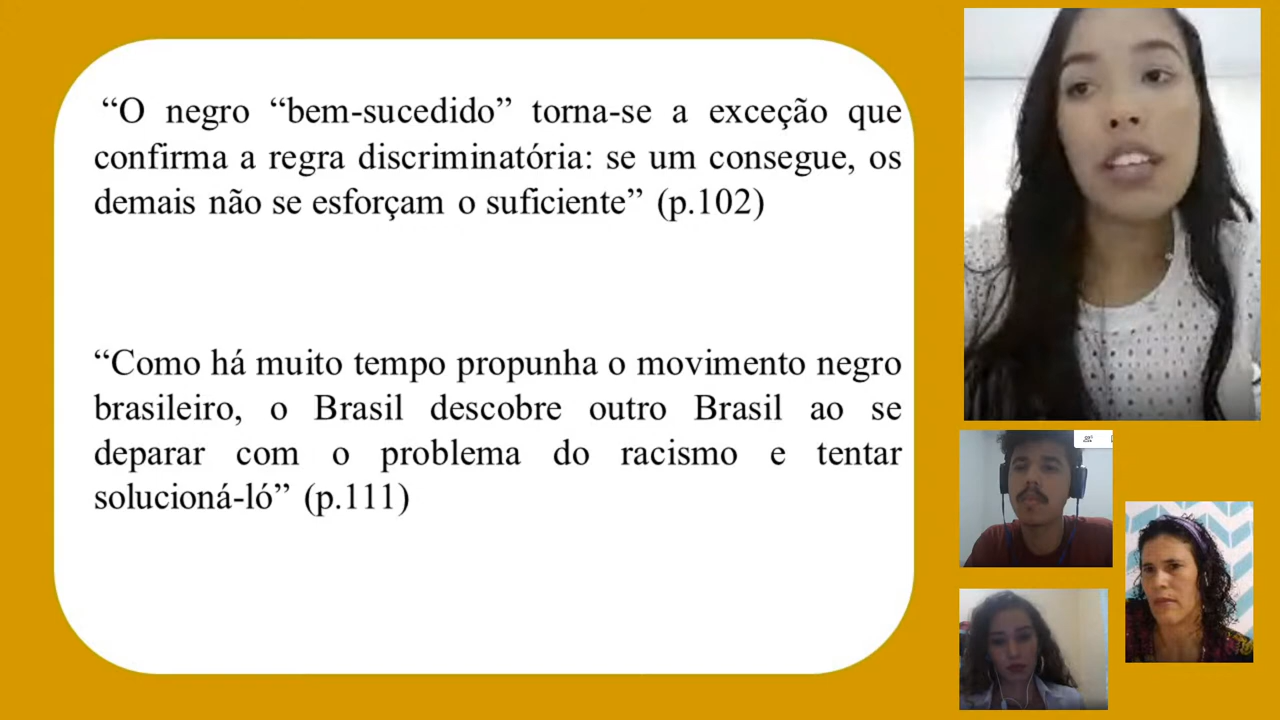 “O negro “bem-sucedido” torna-se a exceção que
confirma a regra discriminatória: se um consegue, os
demais não se esforçam o suficiente” (p.102)
“Como há muito tempo propunha o movimento negro
brasileiro, o Brasil descobre outro Brasil ao se
deparar com o problema do racismo e tentar
solucioná-ló” (p.111)